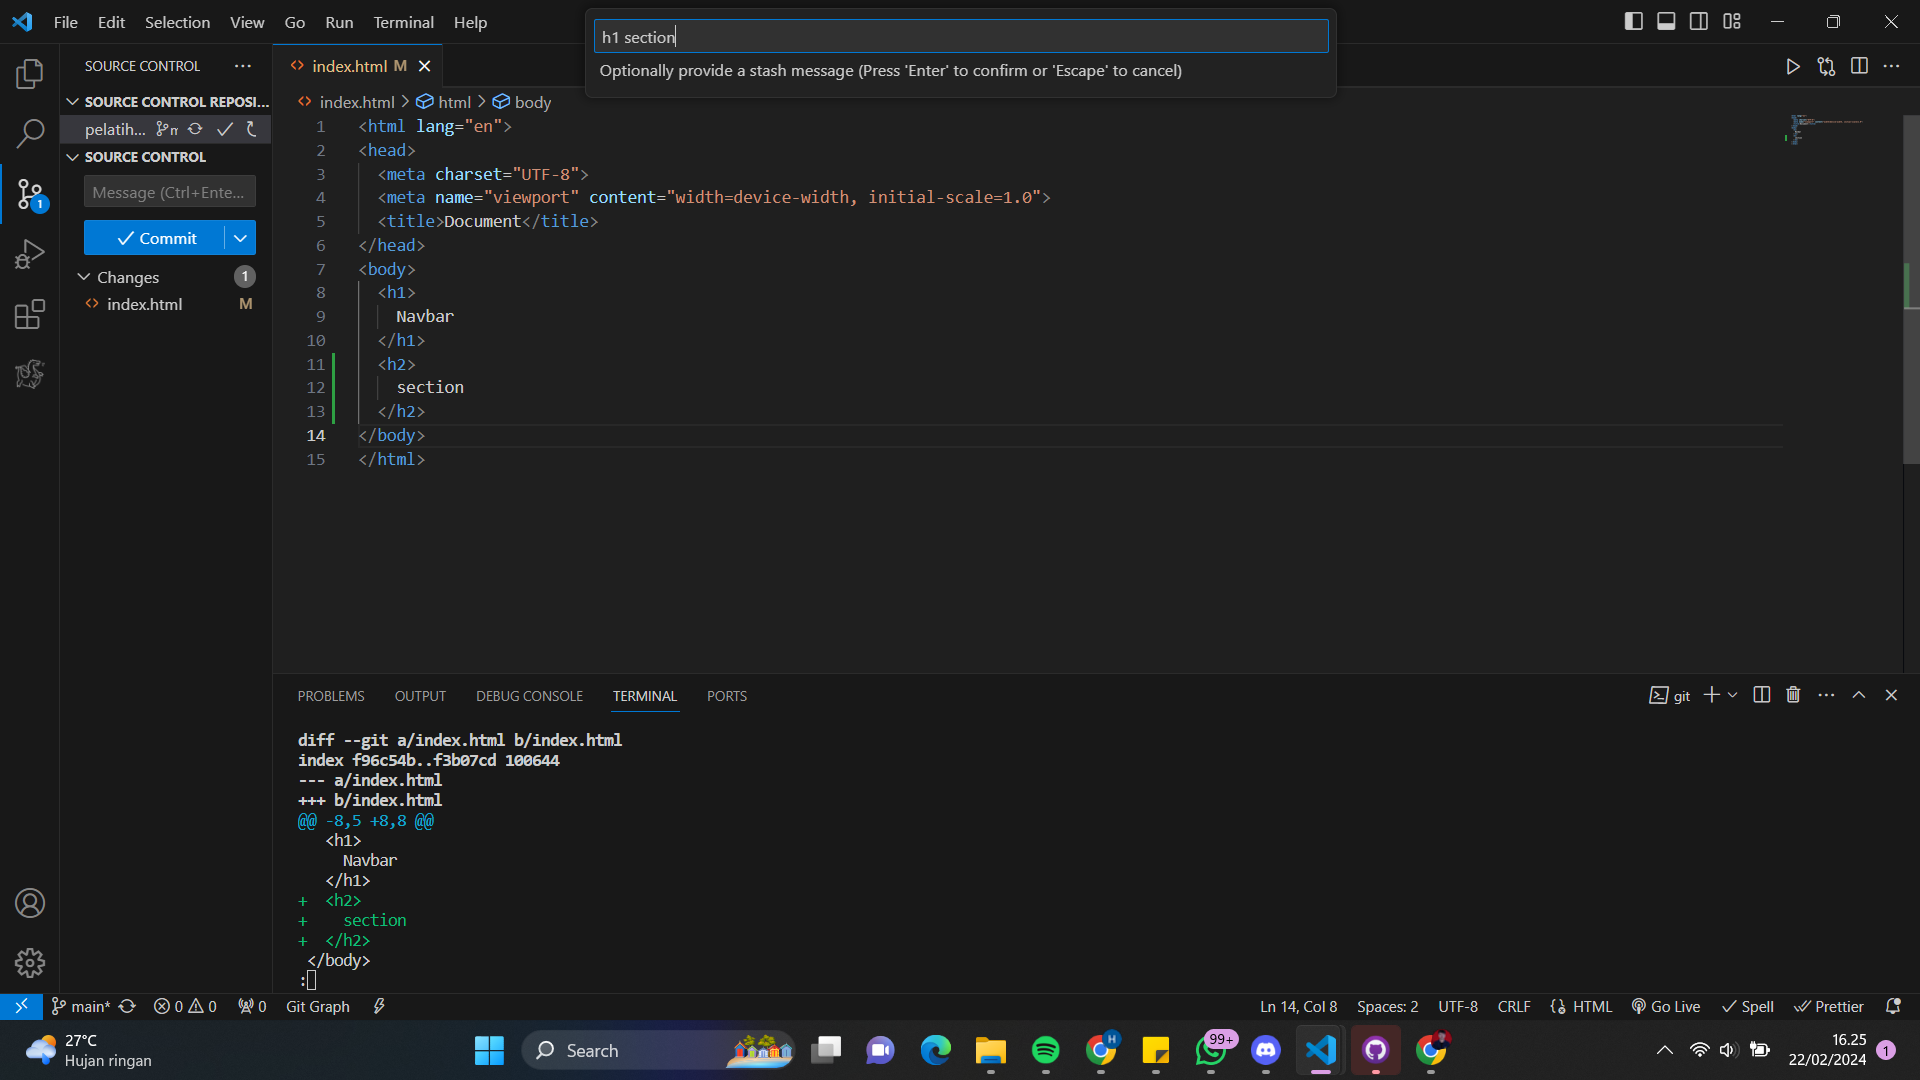 File Edit Selection View Go Run Terminal Help
h1 section
Optionally provide a stash message (Press 'Enter' to confirm or 'Escape' to cancel)
SOURCE CONTROL
SOURCE CONTROL REPOSI...
pelatih... m
SOURCE CONTROL
Message (Ctrl+Ente...
Commit
Changes 1
index.html M
1
index.html M
index.html > html > body
1 <html lang="en">
2 <head>
3 <meta charset="UTF-8">
4 <meta name="viewport" content="width=device-width, initial-scale=1.0">
5 <title>Document</title>
6 </head>
7 <body>
8 <h1>
9 Navbar
10 </h1>
11 <h2>
12 section
13 </h2>
14 </body>
15 </html>
PROBLEMS OUTPUT DEBUG CONSOLE TERMINAL PORTS
git
diff --git a/index.html b/index.html
index f96c54b..f3b07cd 100644
--- a/index.html
+++ b/index.html
@@ -8,5 +8,8 @@
<h1>
Navbar
</h1>
+ <h2>
+ section
+ </h2>
</body>
:
main* 0 0 0 Git Graph
Ln 14, Col 8 Spaces: 2 UTF-8 CRLF HTML Go Live Spell Prettier
27°C
Hujan ringan
Search
H
99+
16.25
22/02/2024
1